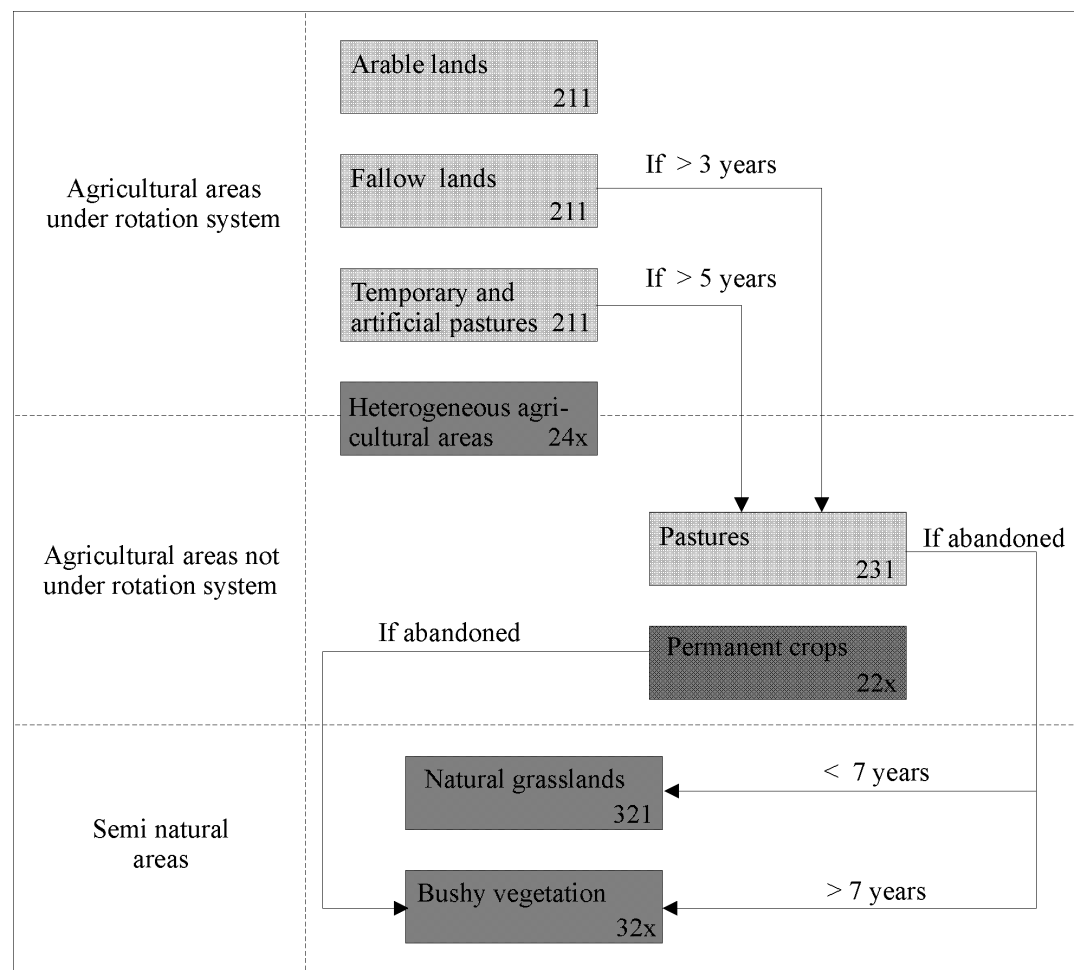 Arable lands
211
Agricultural areas
under rotation system
Fallow lands
211
If > 3 years
Temporary and
artificial pastures 211
If > 5 years
Heterogeneous agri-
cultural areas 24x
Agricultural areas not
under rotation system
Pastures
231
If abandoned
If abandoned
Permanent crops
22x
Semi natural
areas
Natural grasslands
321
< 7 years
Bushy vegetation
32x
> 7 years